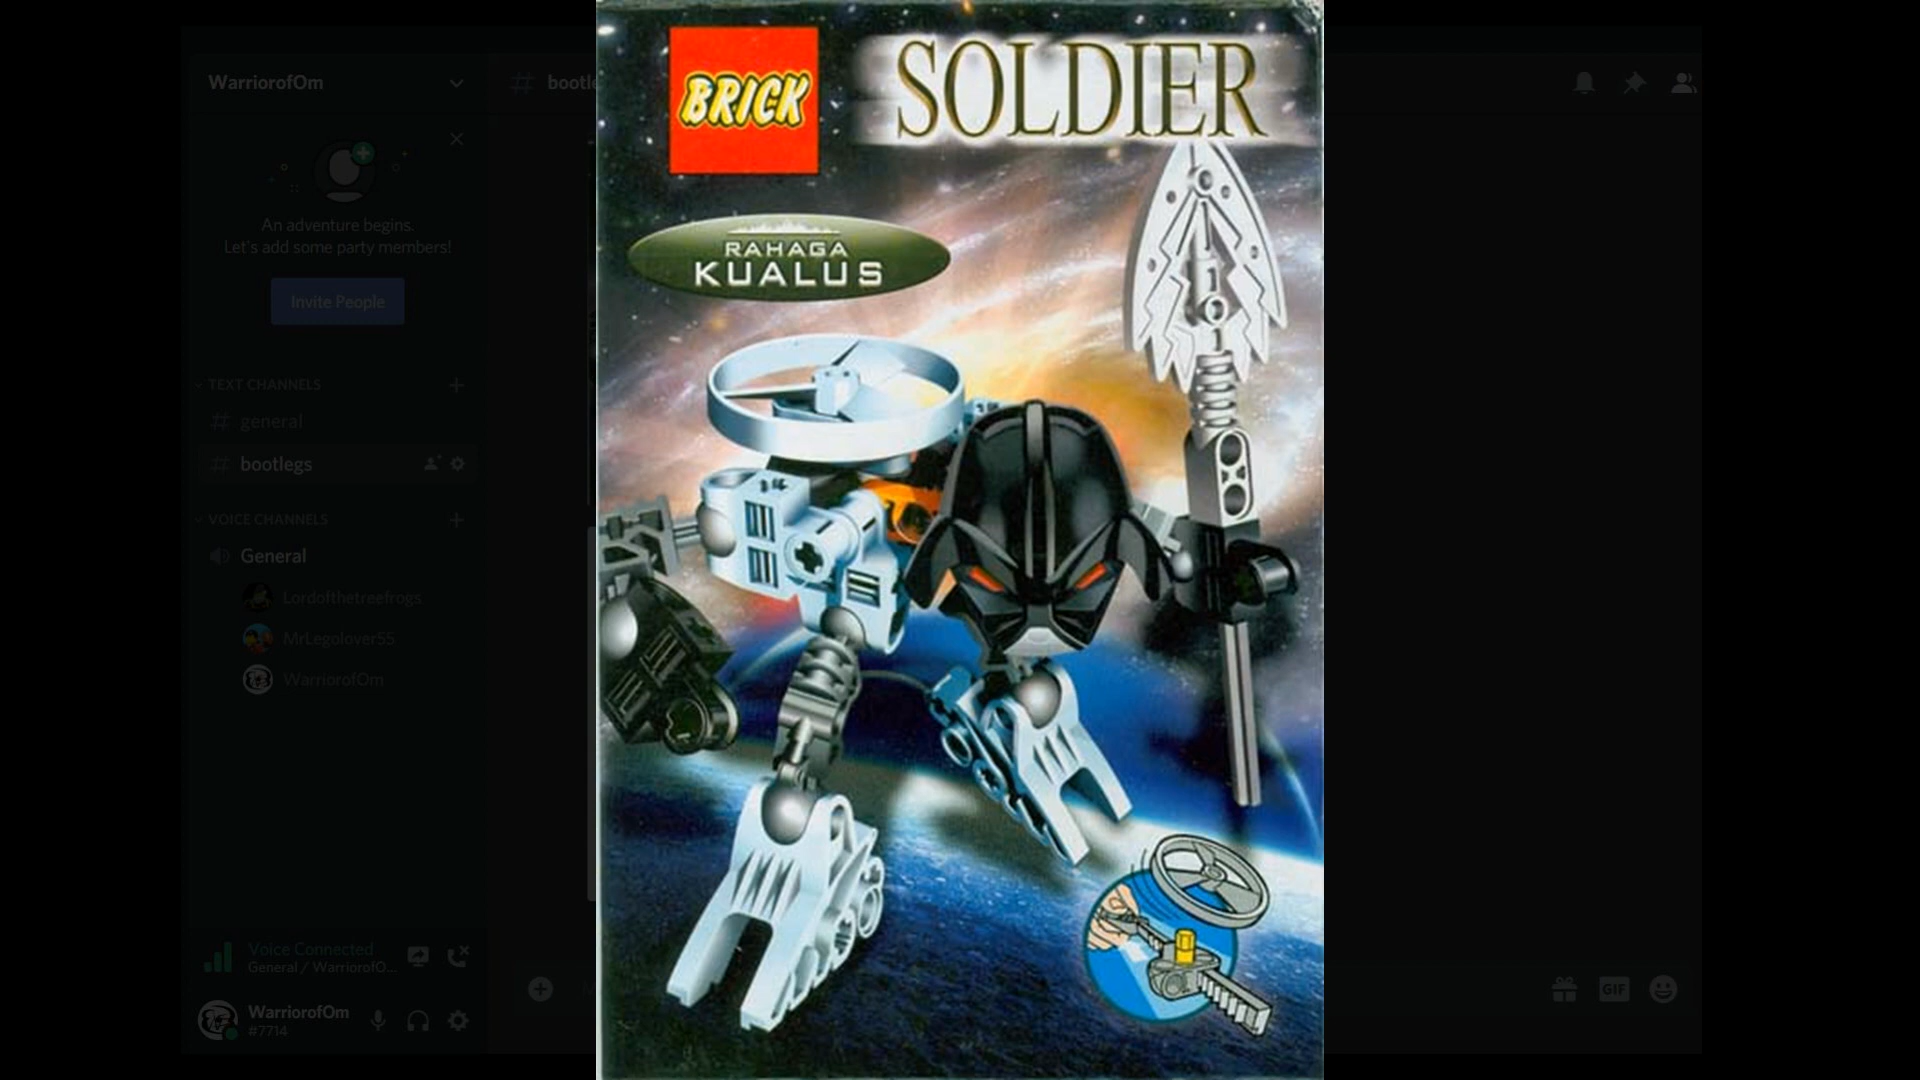 WarriorofOm
bootle
An adventure begins.
Let's add some party members!
Invite People
TEXT CHANNELS
general
bootlegs
VOICE CHANNELS
General
Lordofthetreefrogs
MrLegolover55
WarriorofOm
Voice Connected
General / WarriorofO...
WarriorofOm
#7714
BRICK
SOLDIER
RAHAGA
KUALUS
GIF